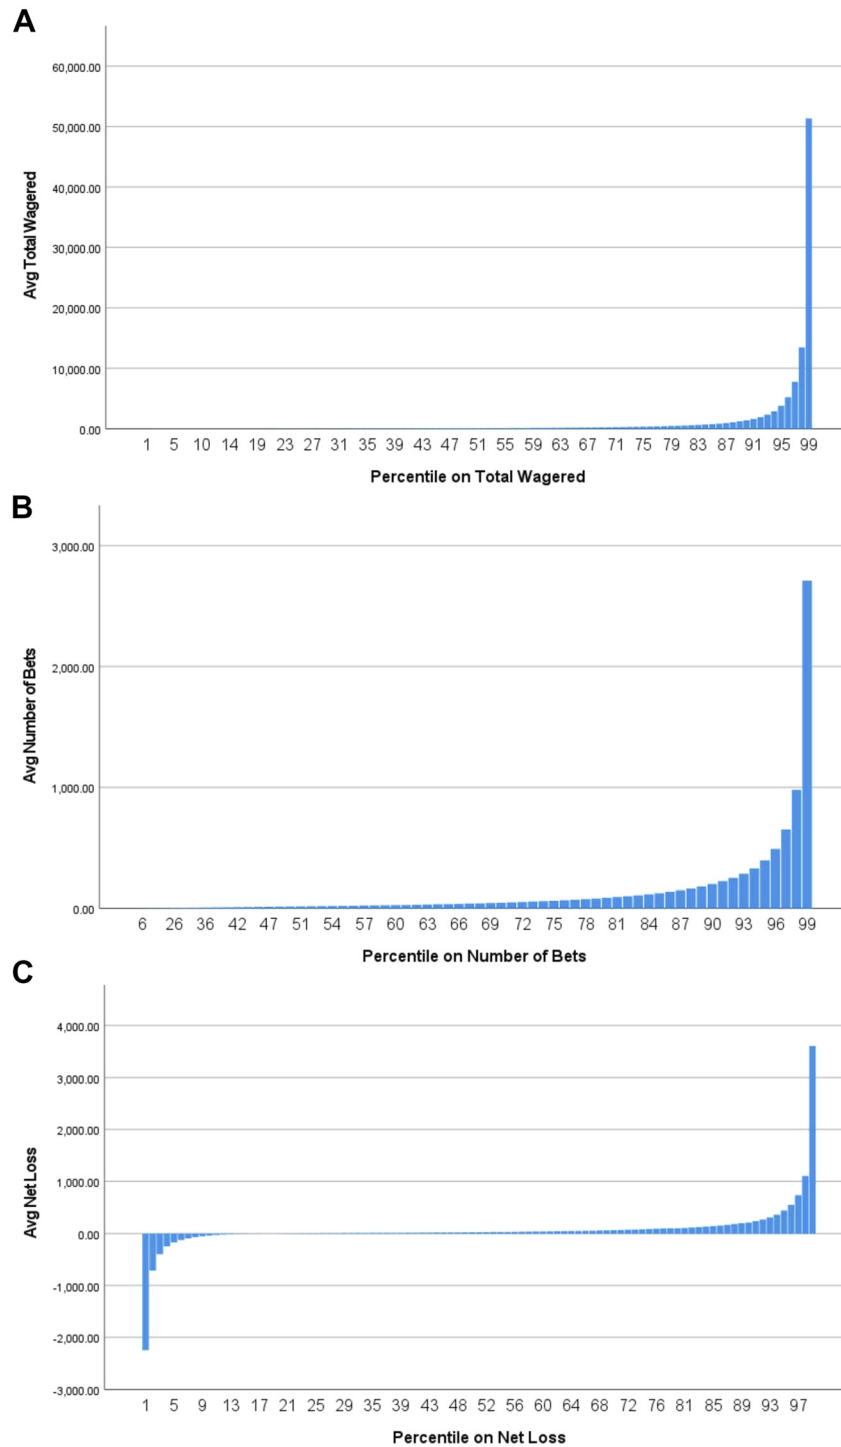 A
60,000.00
50,000.00
40,000.00
30,000.00
20,000.00
10,000.00
0.00
Avg Total Wagered
1 5 10 14 19 23 27 31 35 39 43 47 51 55 59 63 67 71 75 79 83 87 91 95 99
Percentile on Total Wagered
B
3,000.00
2,000.00
1,000.00
0.00
Avg Number of Bets
6 26 36 42 47 51 54 57 60 63 66 69 72 75 78 81 84 87 90 93 96 99
Percentile on Number of Bets
C
4,000.00
3,000.00
2,000.00
1,000.00
0.00
-1,000.00
-2,000.00
-3,000.00
Avg Net Loss
1 5 9 13 17 21 25 29 35 39 43 48 52 56 60 64 68 72 76 81 85 89 93 97
Percentile on Net Loss